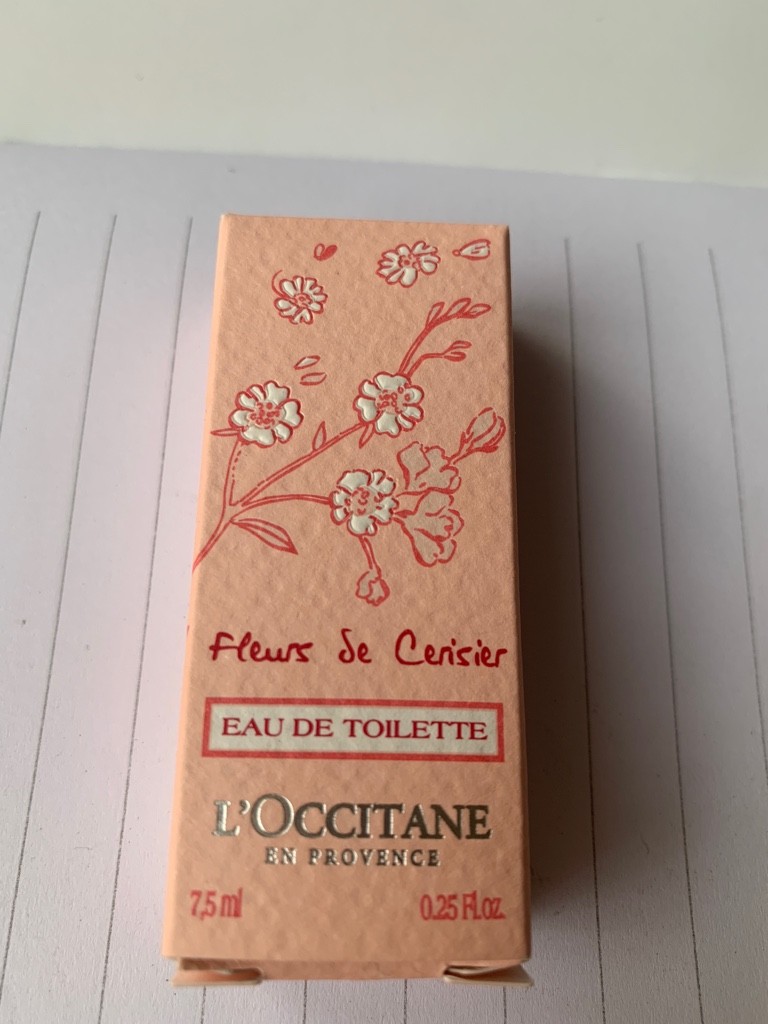 Fleurs de Cerisier
EAU DE TOILETTE
L'OCCITANE
EN PROVENCE
7,5 ml 0.25 Fl.oz.